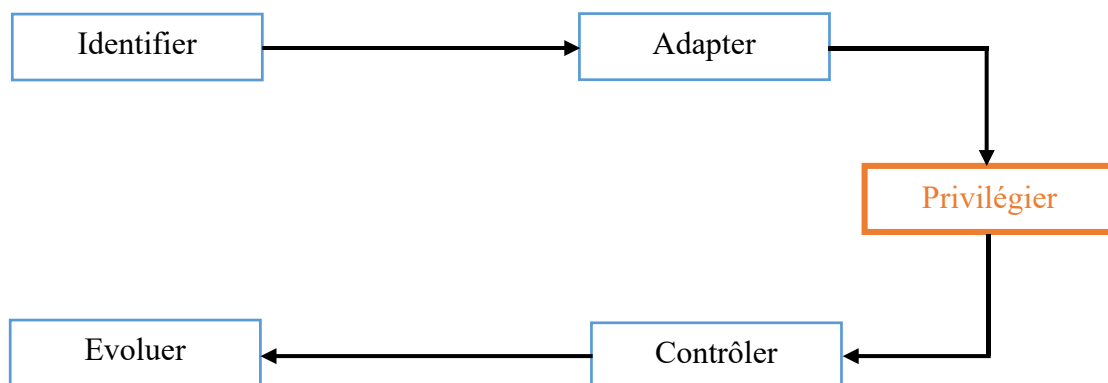 Identifier
Adapter
Privilégier
Contrôler
Evoluer